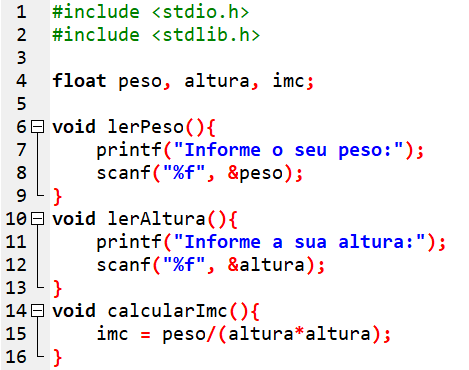 1 #include <stdio.h>
2 #include <stdlib.h>
3
4 float peso, altura, imc;
5
6 void lerPeso(){
7 printf("Informe o seu peso:");
8 scanf("%f", &peso);
9 }
10 void lerAltura(){
11 printf("Informe a sua altura:");
12 scanf("%f", &altura);
13 }
14 void calcularImc(){
15 imc = peso/(altura*altura);
16 }